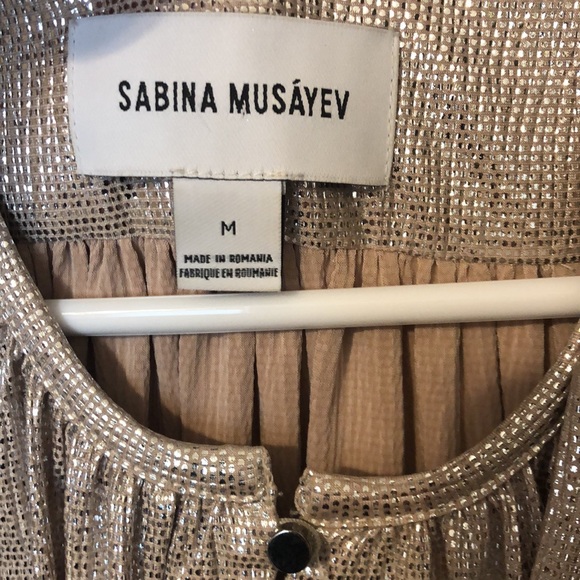 SABINA MUSÁYEV
M
MADE IN ROMANIA
FABRIQUE EN ROUMANIE